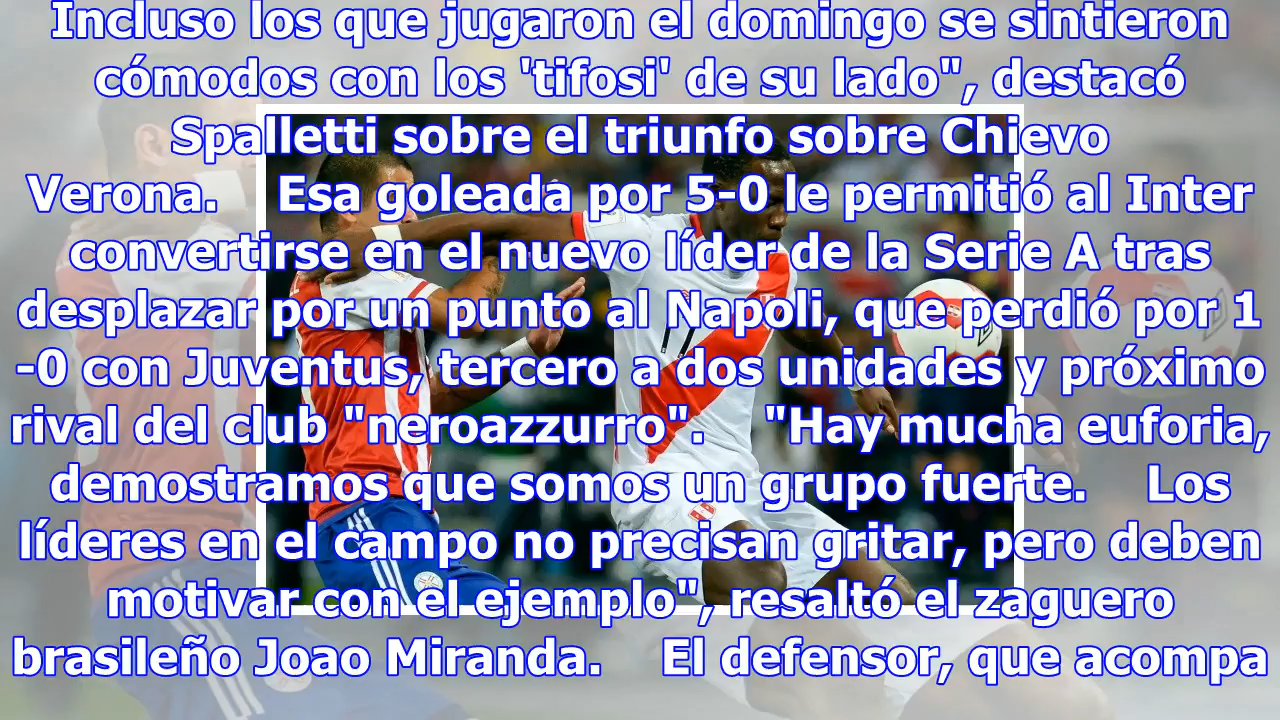 Incluso los que jugaron el domingo se sintieron
cómodos con los 'tifosi' de su lado", destacó
Spalletti sobre el triunfo sobre Chievo
Verona. Esa goleada por 5-0 le permitió al Inter
convertirse en el nuevo líder de la Serie A tras
desplazar por un punto al Napoli, que perdió por 1
-0 con Juventus, tercero a dos unidades y próximo
rival del club "neroazzurro". "Hay mucha euforia,
demostramos que somos un grupo fuerte. Los
líderes en el campo no precisan gritar, pero deben
motivar con el ejemplo", resaltó el zaguero
brasileño Joao Miranda. El defensor, que acompa